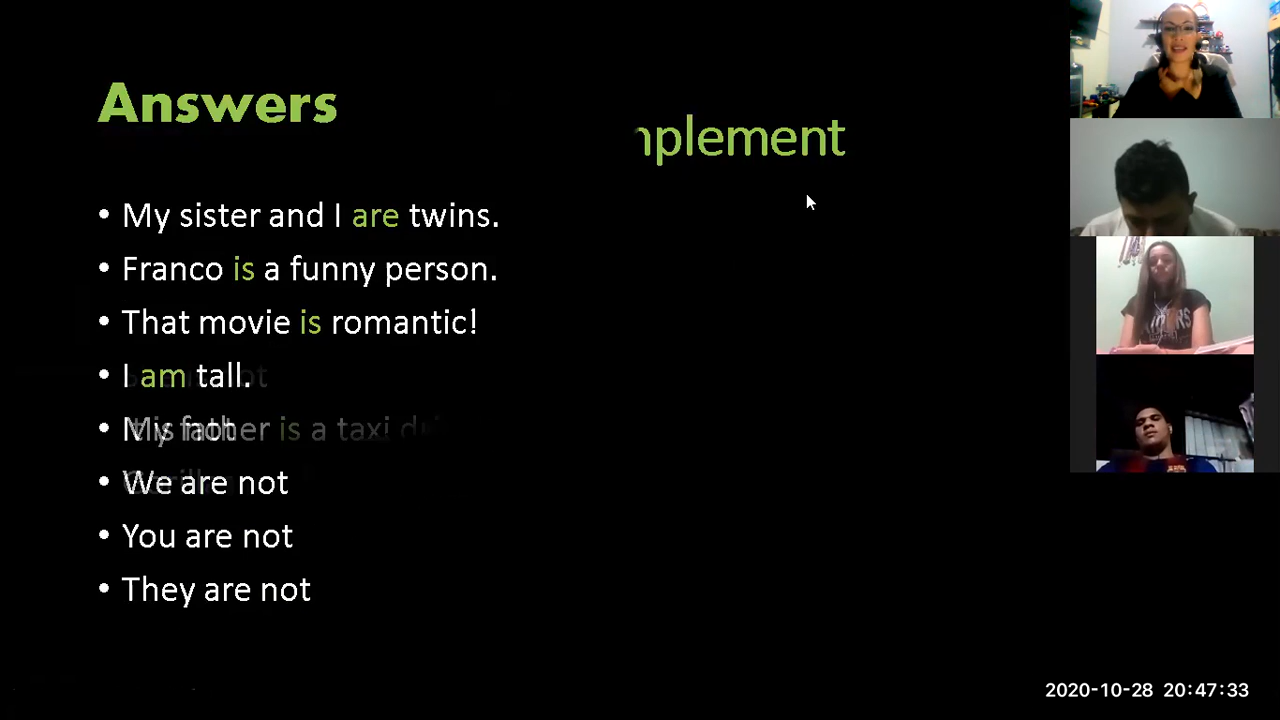 Answers
nplement
• My sister and I are twins.
• Franco is a funny person.
• That movie is romantic!
• I am tall.
• My father is a taxi
• We are not
• You are not
• They are not
2020-10-28 20:47:33